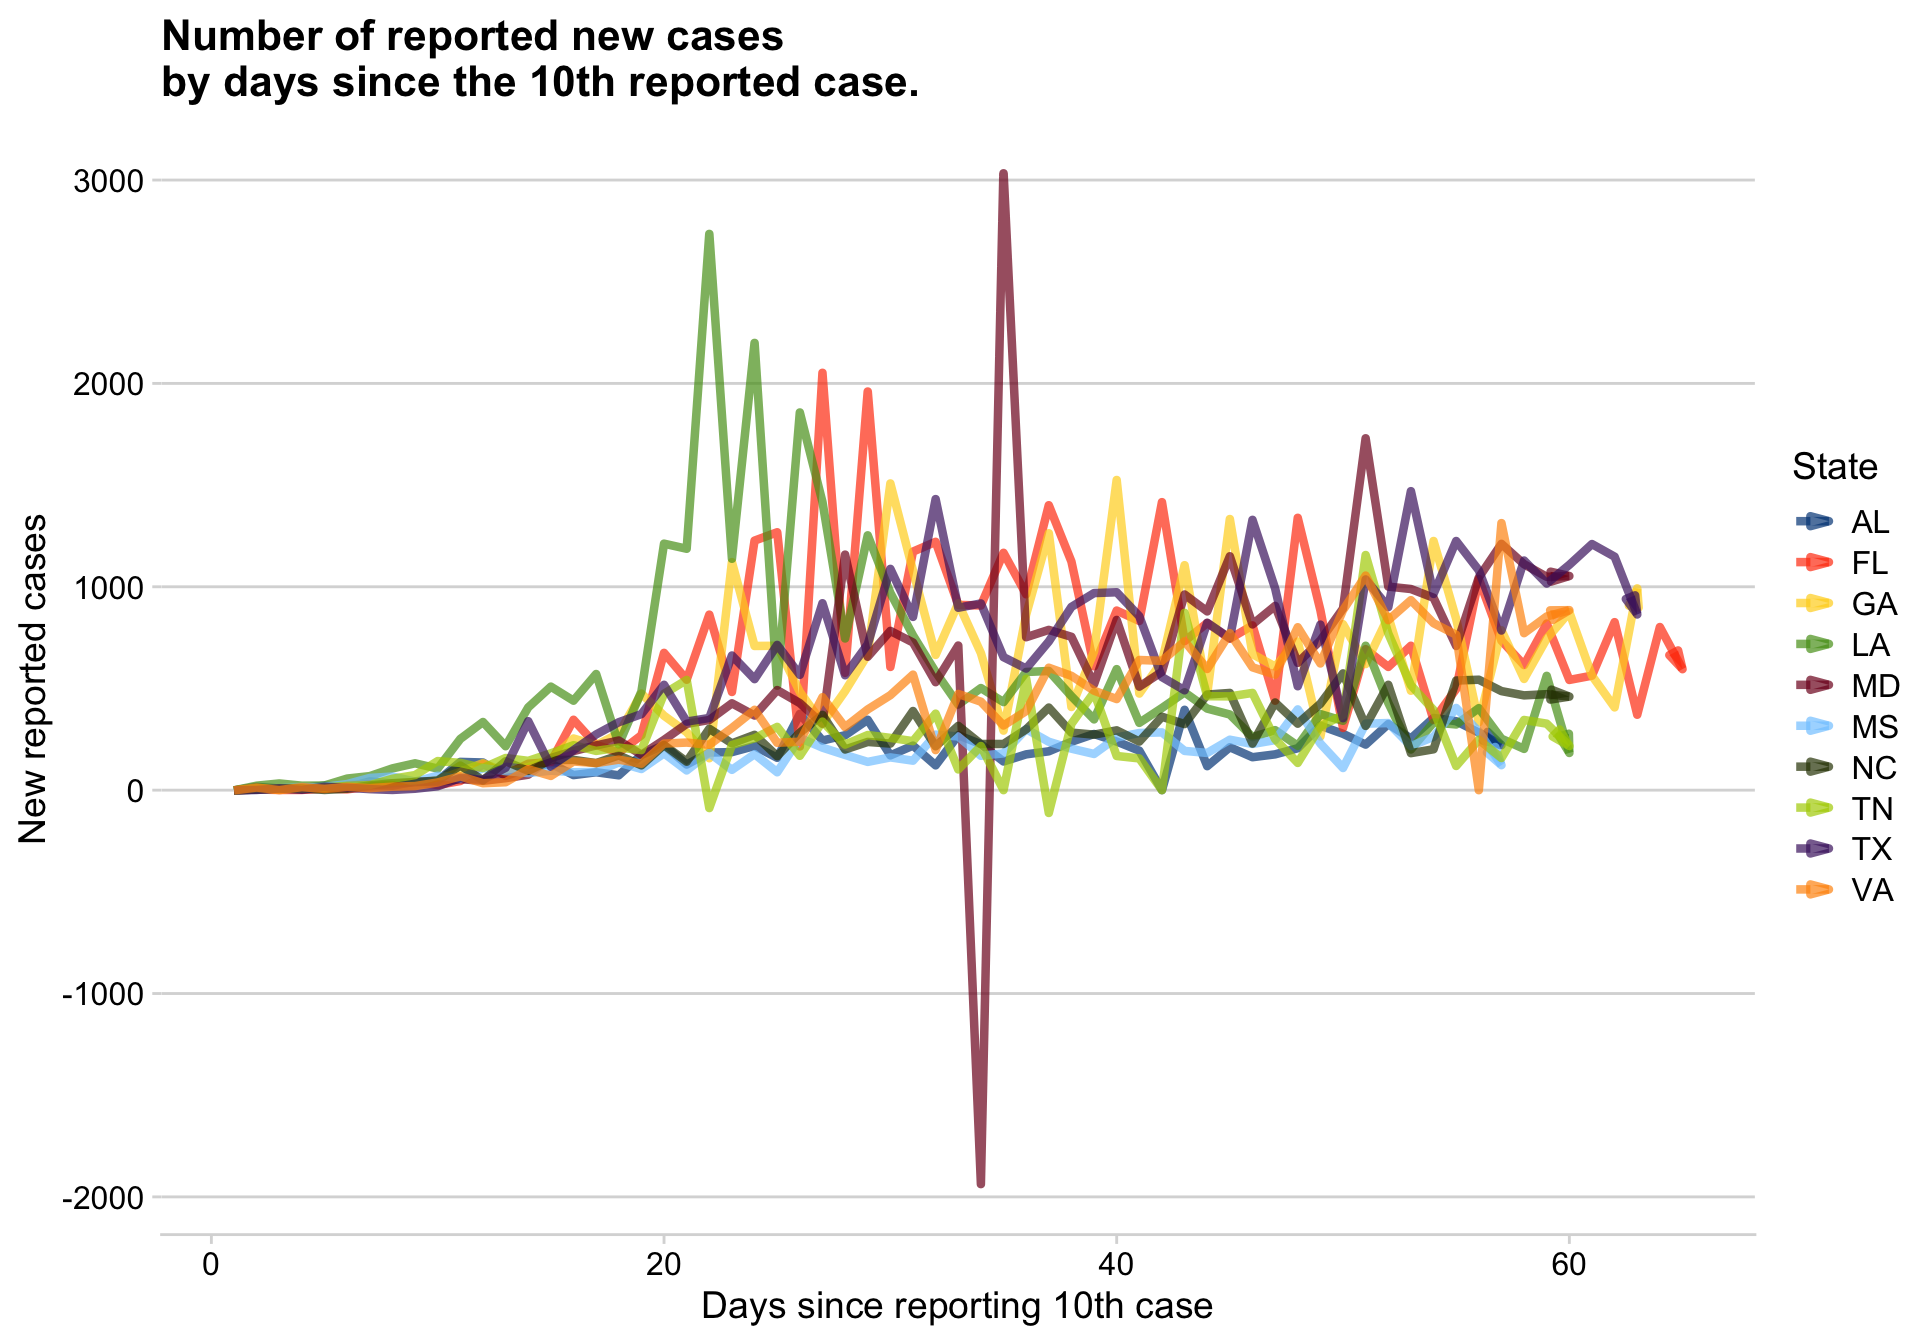 Number of reported new cases
by days since the 10th reported case.
New reported cases
3000
2000
1000
0
-1000
-2000
0 20 40 60
Days since reporting 10th case
State
AL
FL
GA
LA
MD
MS
NC
TN
TX
VA